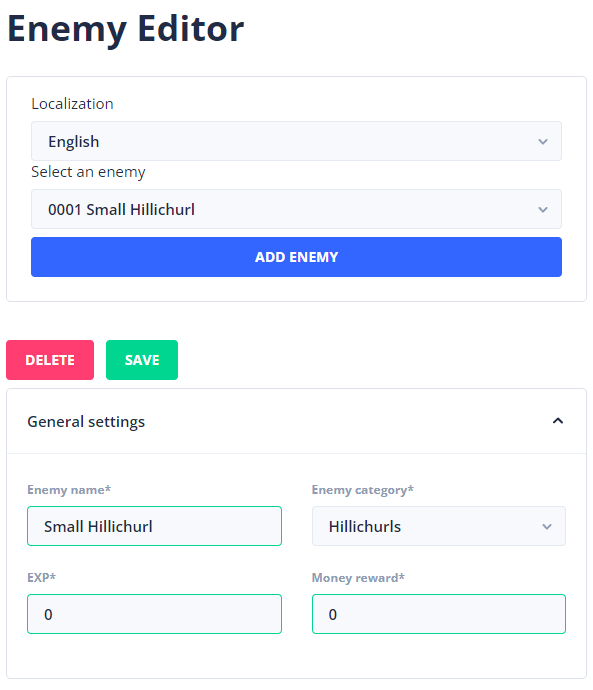 Enemy Editor
Localization
English
Select an enemy
0001 Small Hillichurl
ADD ENEMY
DELETE SAVE
General settings
Enemy name* Enemy category*
Small Hillichurl Hillichurls
EXP* Money reward*
0 0